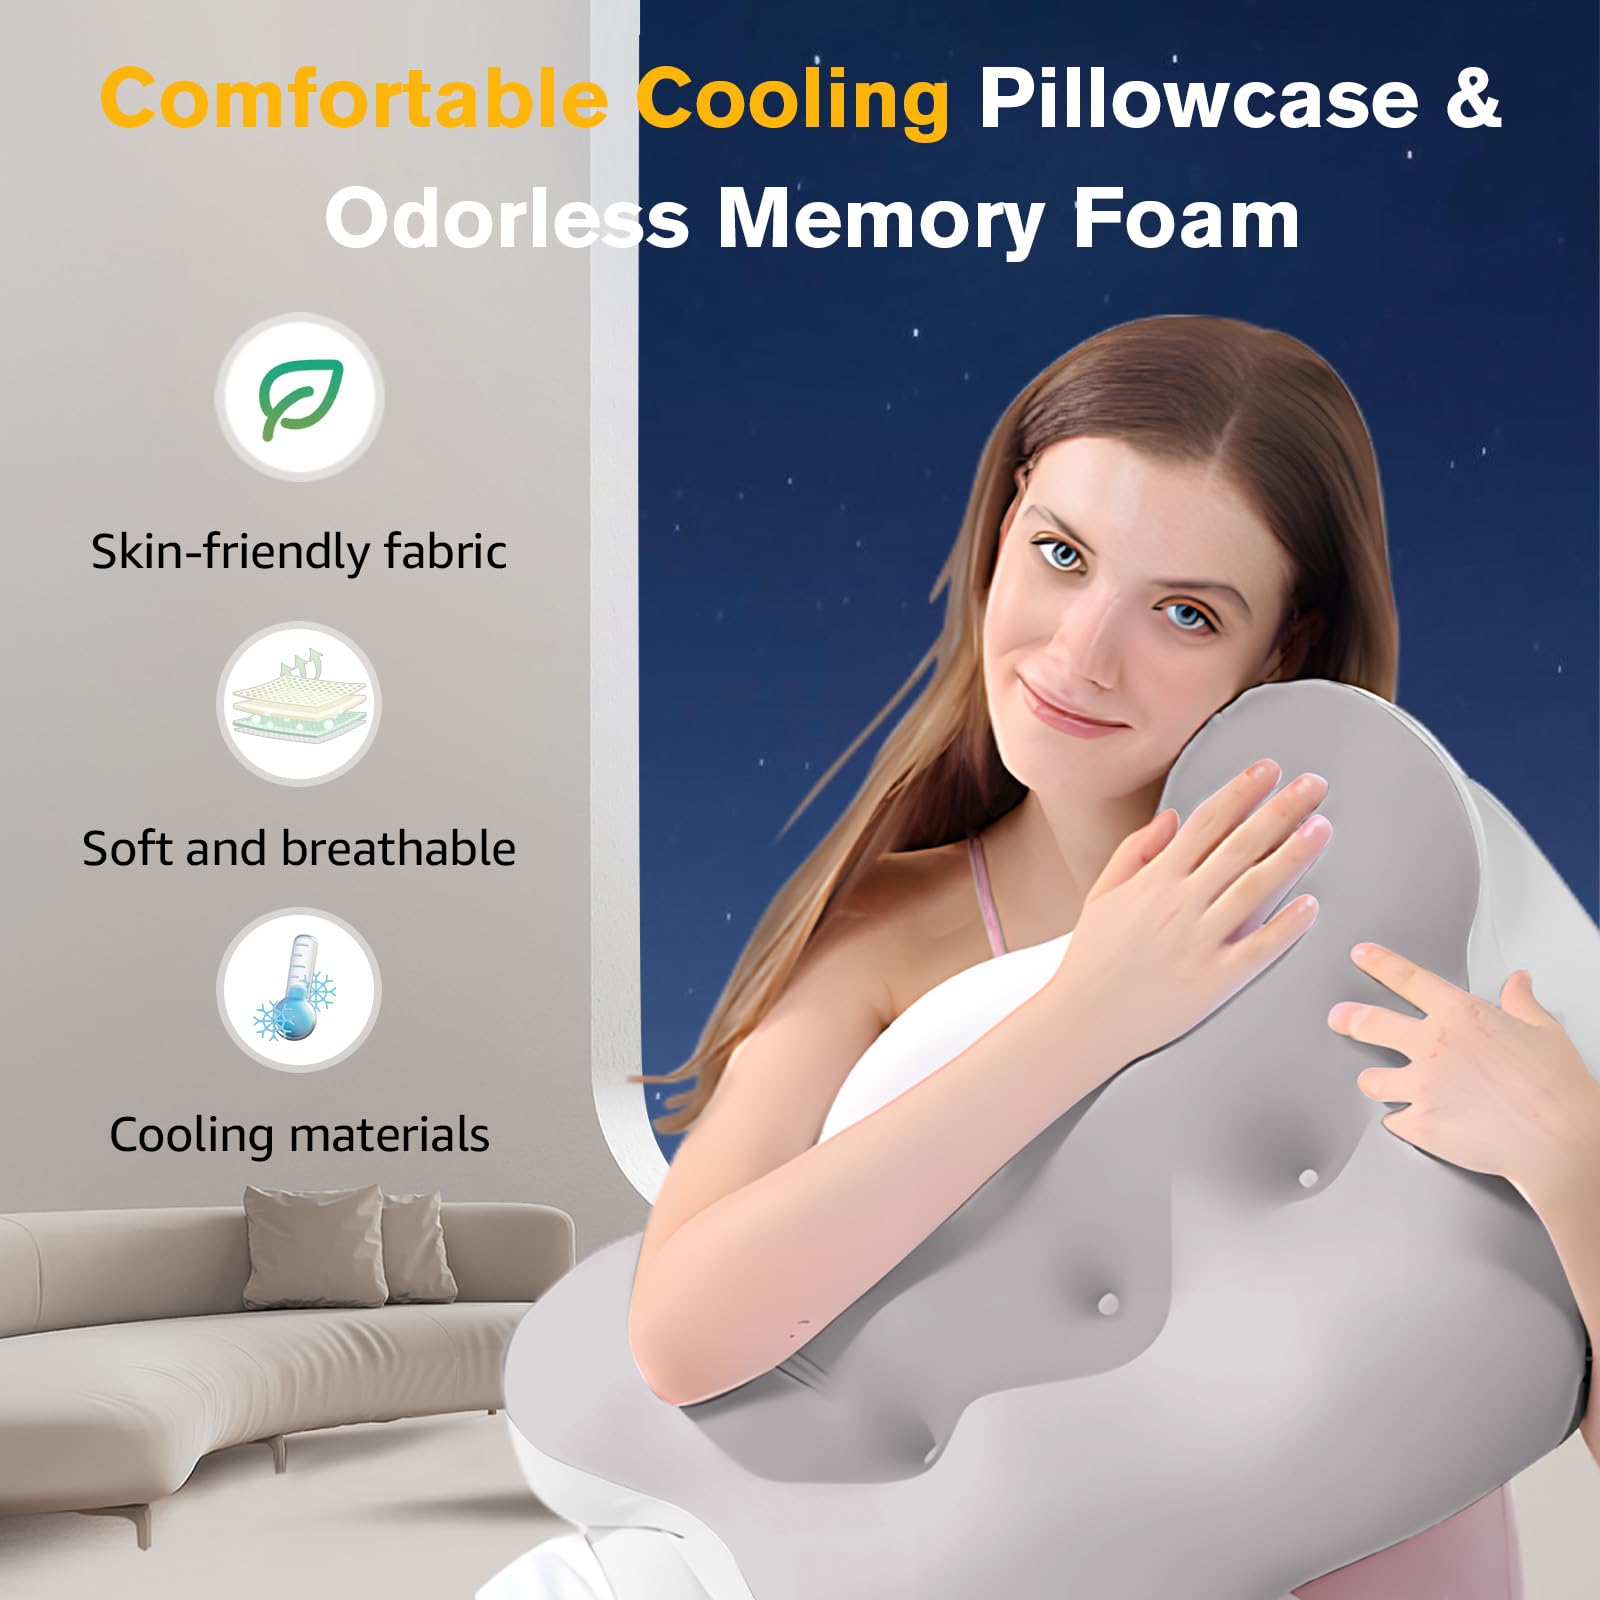 Comfortable Cooling Pillowcase &
Odorless Memory Foam
Skin-friendly fabric
Soft and breathable
Cooling materials